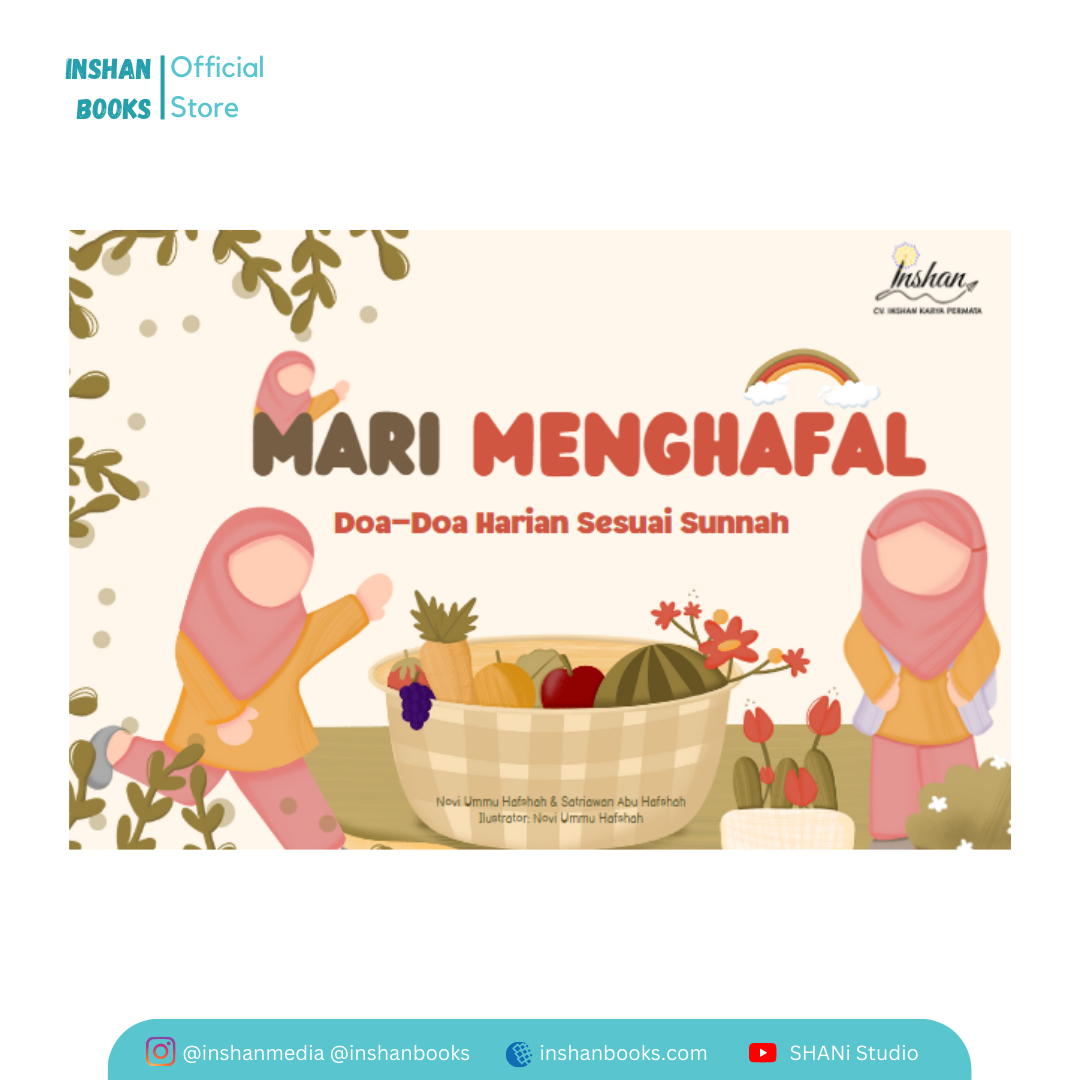 INSHAN BOOKS
Official Store
Inshan
CV. INSHAN KARYA PERMATA
MARI MENGHAFAL
Doa-Doa Harian Sesuai Sunnah
Novi Ummu Hafshah & Satriawan Abu Hafshah
Ilustrator: Novi Ummu Hafshah
@inshanmedia @inshanbooks inshanbooks.com SHANi Studio